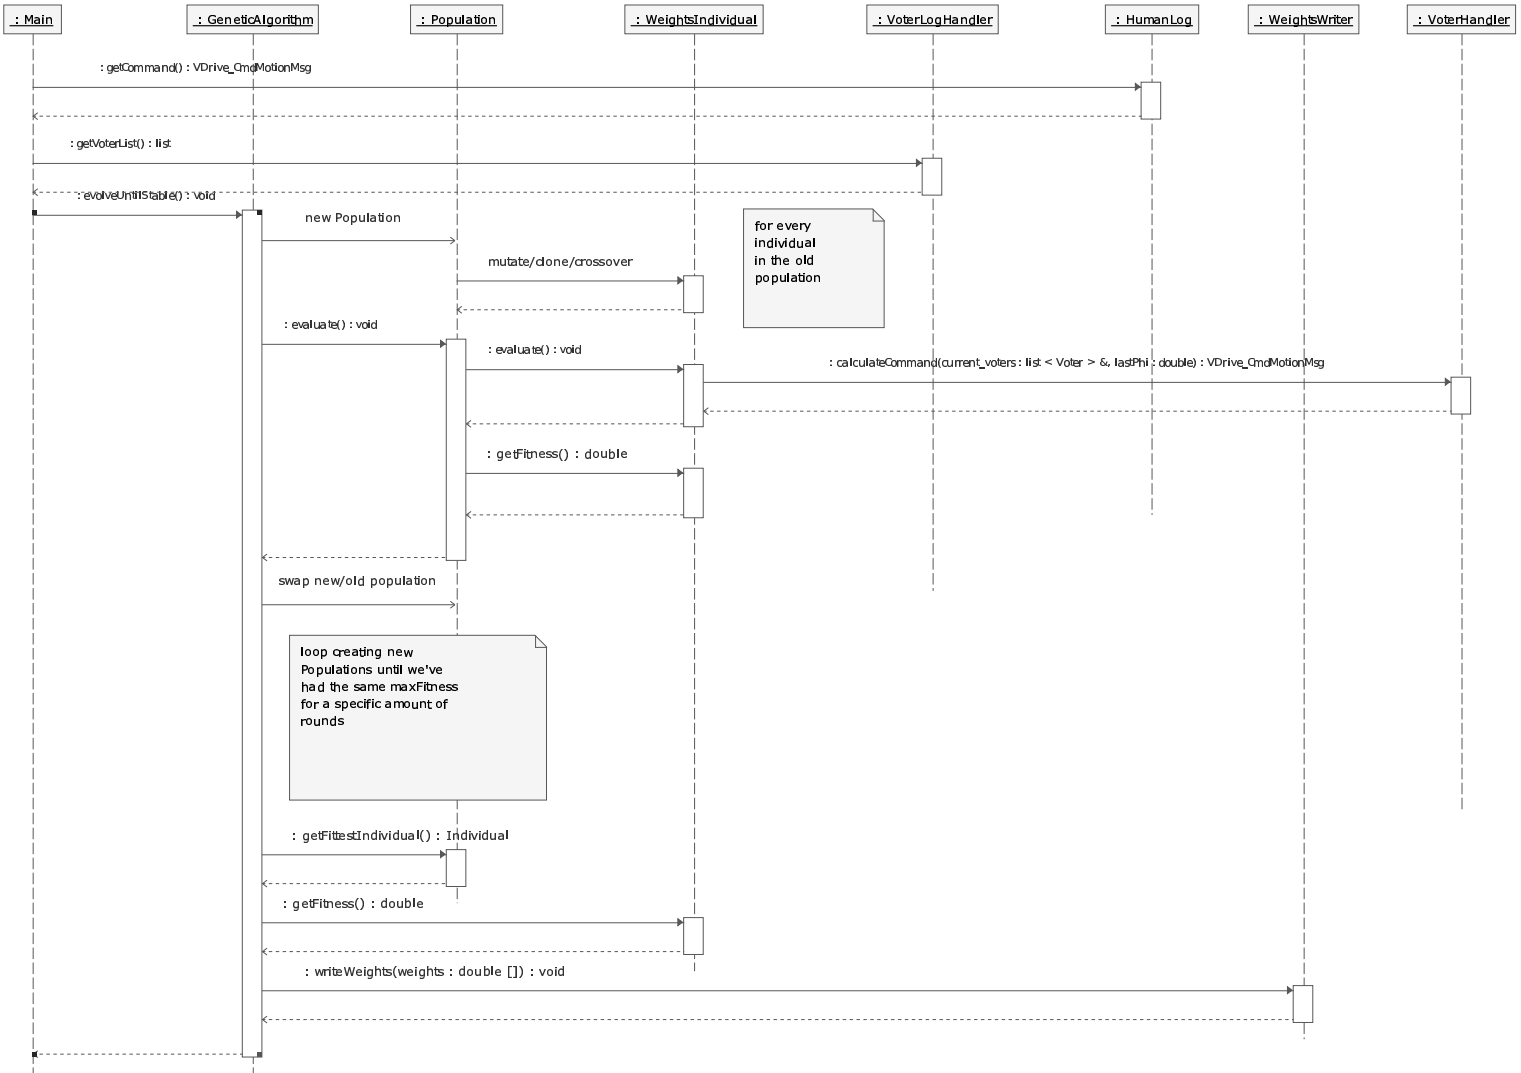 : Main
: GeneticAlgorithm
: Population
: WeightsIndividual
: VoterLogHandler
: HumanLog
: WeightsWriter
: VoterHandler
: getCommand() : VDrive_CmdMotionMsg
: getVoterList() : list
: evolveUntilStable() : void
new Population
for every
individual
in the old
population
mutate/clone/crossover
: evaluate() : void
: evaluate() : void
: calculateCommand(current_voters : list < Voter > &, lastPhi : double) : VDrive_CmdMotionMsg
: getFitness() : double
swap new/old population
loop creating new
Populations until we've
had the same maxFitness
for a specific amount of
rounds
: getFittestIndividual() : Individual
: getFitness() : double
: writeWeights(weights : double []) : void